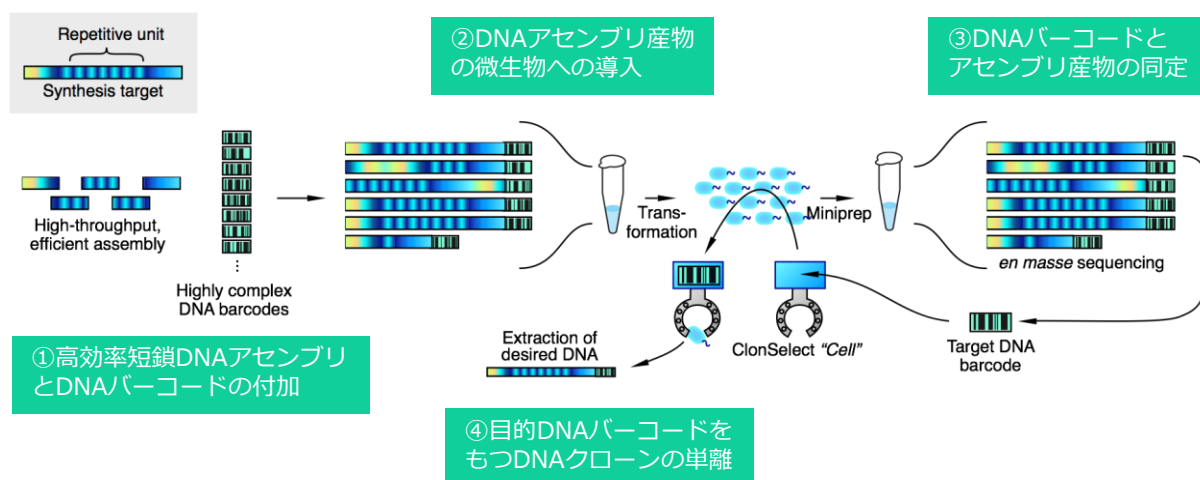 Repetitive unit
Synthesis target
②DNAアセンブリ産物
の微生物への導入
③DNAバーコードと
アセンブリ産物の同定
High-throughput,
efficient assembly
Highly complex
DNA barcodes
Trans-
formation
Miniprep
en masse sequencing
①高効率短鎖DNAアセンブリ
とDNAバーコードの付加
Extraction of
desired DNA
ClonSelect “Cell”
Target DNA
barcode
④目的DNAバーコードを
もつDNAクローンの単離